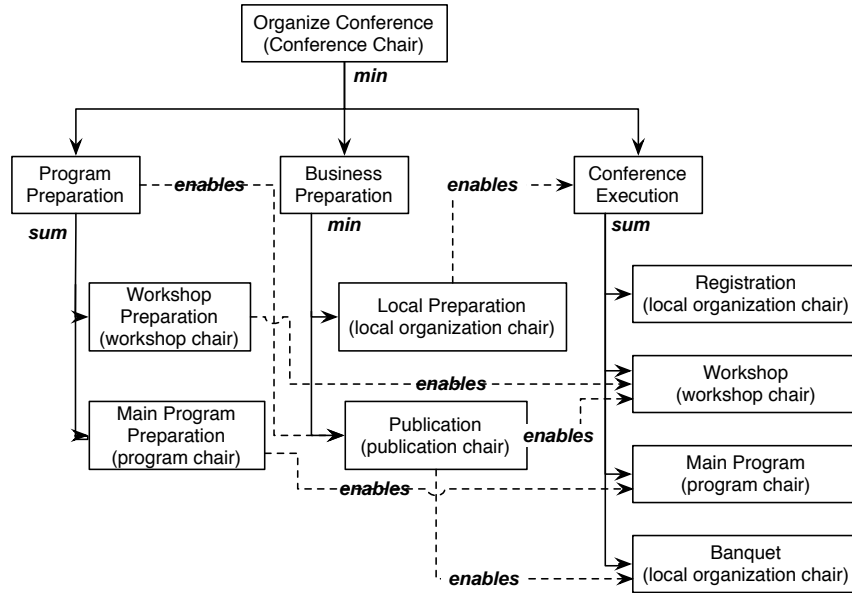 Organize Conference
(Conference Chair)
min
Program
Preparation
enables
Business
Preparation
enables
Conference
Execution
sum
min
sum
Workshop
Preparation
(workshop chair)
Local Preparation
(local organization chair)
Registration
(local organization chair)
enables
Workshop
(workshop chair)
Main Program
Preparation
(program chair)
Publication
(publication chair)
enables
enables
Main Program
(program chair)
enables
Banquet
(local organization chair)